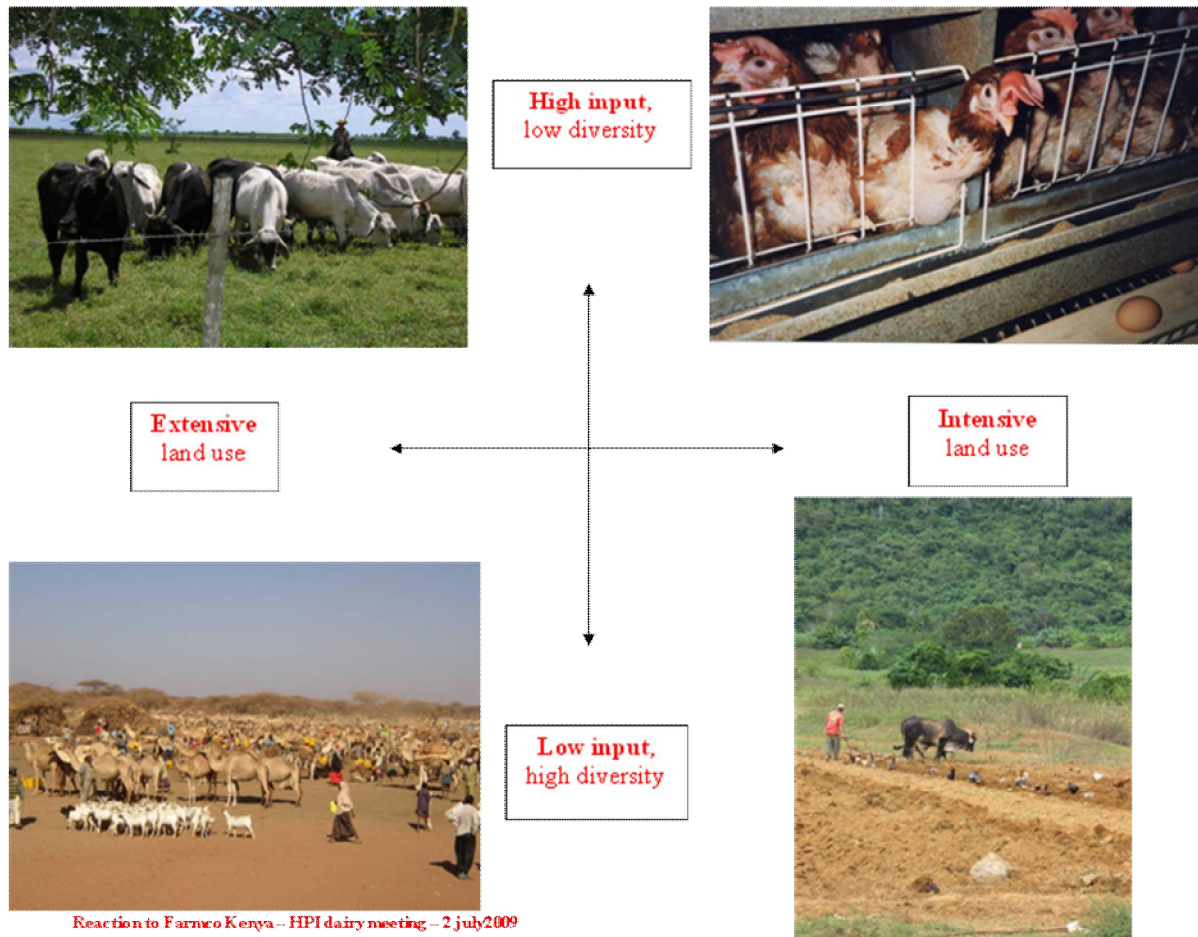 High input,
low diversity
Extensive
land use
Intensive
land use
Low input,
high diversity
Reaction to Farmco Kenya – HPI dairy meeting – 2 july2009